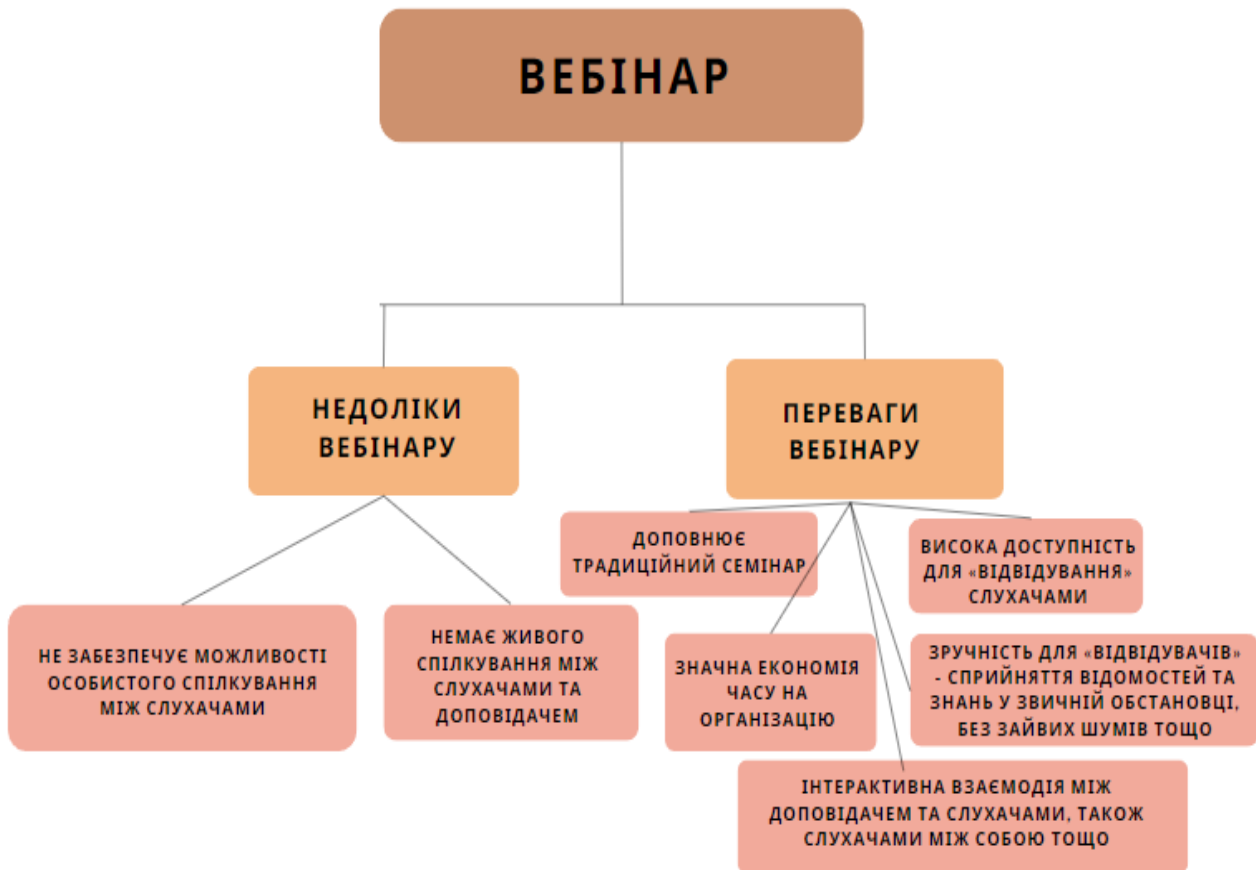 ВЕБІНАР
НЕДОЛІКИ
ВЕБІНАРУ
ПЕРЕВАГИ
ВЕБІНАРУ
НЕ ЗАБЕЗПЕЧУЄ МОЖЛИВОСТІ
ОСОБИСТОГО СПІЛКУВАННЯ
МІЖ СЛУХАЧАМИ
НЕМАЄ ЖИВОГО
СПІЛКУВАННЯ МІЖ
СЛУХАЧАМИ ТА
ДОПОВІДАЧЕМ
ДОПОВНЮЄ
ТРАДИЦІЙНИЙ СЕМІНАР
ВИСОКА ДОСТУПНІСТЬ
ДЛЯ «ВІДВІДУВАННЯ»
СЛУХАЧАМИ
ЗНАЧНА ЕКОНОМІЯ
ЧАСУ НА
ОРГАНІЗАЦІЮ
ЗРУЧНІСТЬ ДЛЯ «ВІДВІДУВАЧІВ»
- СПРИЙНЯТТЯ ВІДОМОСТЕЙ ТА
ЗНАНЬ У ЗВИЧНІЙ ОБСТАНОВЦІ,
БЕЗ ЗАЙВИХ ШУМІВ ТОЩО
ІНТЕРАКТИВНА ВЗАЄМОДІЯ МІЖ
ДОПОВІДАЧЕМ ТА СЛУХАЧАМИ, ТАКОЖ
СЛУХАЧАМИ МІЖ СОБОЮ ТОЩО